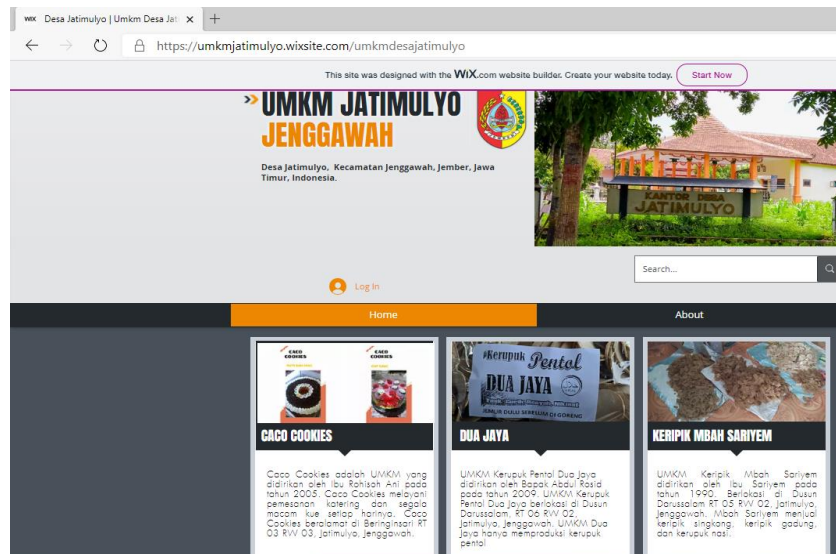 WiX Desa Jatimulyo | Umkm Desa Jat
https://umkmjatimulyo.wixsite.com/umkmdesajatimulyo
This site was designed with the WiX.com website builder. Create your website today. Start Now
UMKM JATIMULYO
JENGGAWAH
Desa Jatimulyo, Kecamatan Jenggawah, Jember, Jawa
Timur, Indonesia.
KANTOR DESA
JATIMULYO
Search...
Log In
Home About
CACO
COOKIES
CACO
COOKIES
CACO COOKIES
Caco Cookies adalah UMKM yang
didirikan oleh Ibu Rohisoh Ani pada
tahun 2005. Caco Cookies melayani
pemesanan katering dan segala
macam kue setiap harinya. Caco
Cookies beralamat di Beringinsari RT
03 RW 03, Jatimulyo, Jenggawah.
Kerupuk Pentol
DUA JAYA
JEMUR DULU SEBELUM DI GORENG
DUA JAYA
UMKM Kerupuk Pentol Dua Jaya
didirikan oleh Bapak Abdul Rosid
pada tahun 2009. UMKM Kerupuk
Pentol Dua Jaya berlokasi di Dusun
Darussalam, RT 06 RW 02,
Jatimulyo, Jenggawah. UMKM Dua
Jaya hanya memproduksi kerupuk
pentol
KERIPIK MBAH SARIYEM
UMKM Keripik Mbah Sariyem
didirikan oleh Ibu Sariyem pada
tahun 1990. Berlokasi di Dusun
Darussalam RT 05 RW 02, Jatimulyo,
Jenggawah. Mbah Sariyem menjual
keripik singkong, keripik gadung,
dan kerupuk nasi.